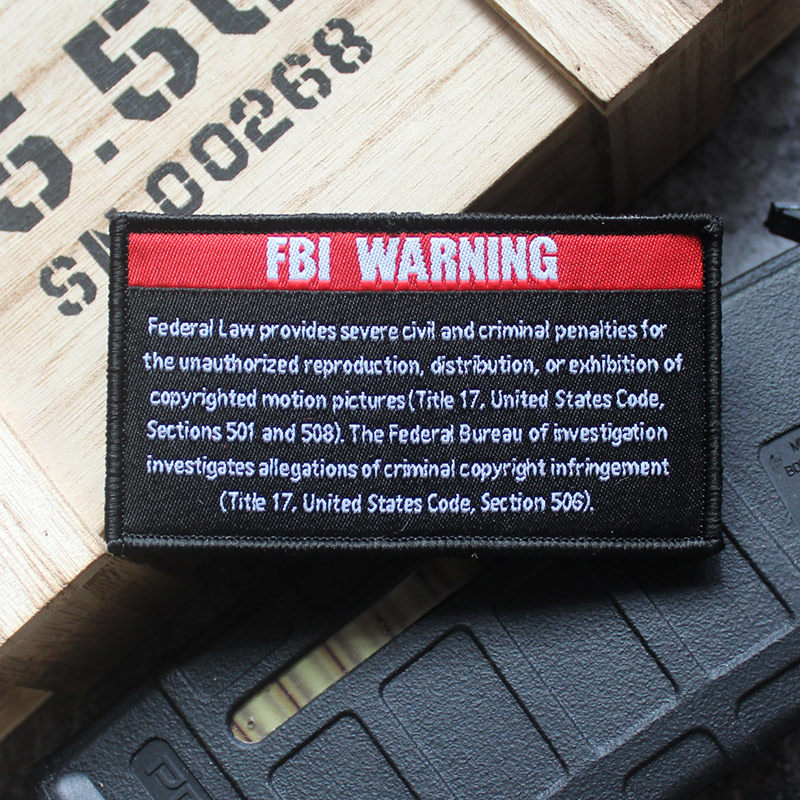 5.5
SN 00268
FBI WARNING
Federal Law provides severe civil and criminal penalties for
the unauthorized reproduction, distribution, or exhibition of
copyrighted motion pictures (Title 17, United States Code,
Sections 501 and 508). The Federal Bureau of investigation
investigates allegations of criminal copyright infringement
(Title 17, United States Code, Section 506).